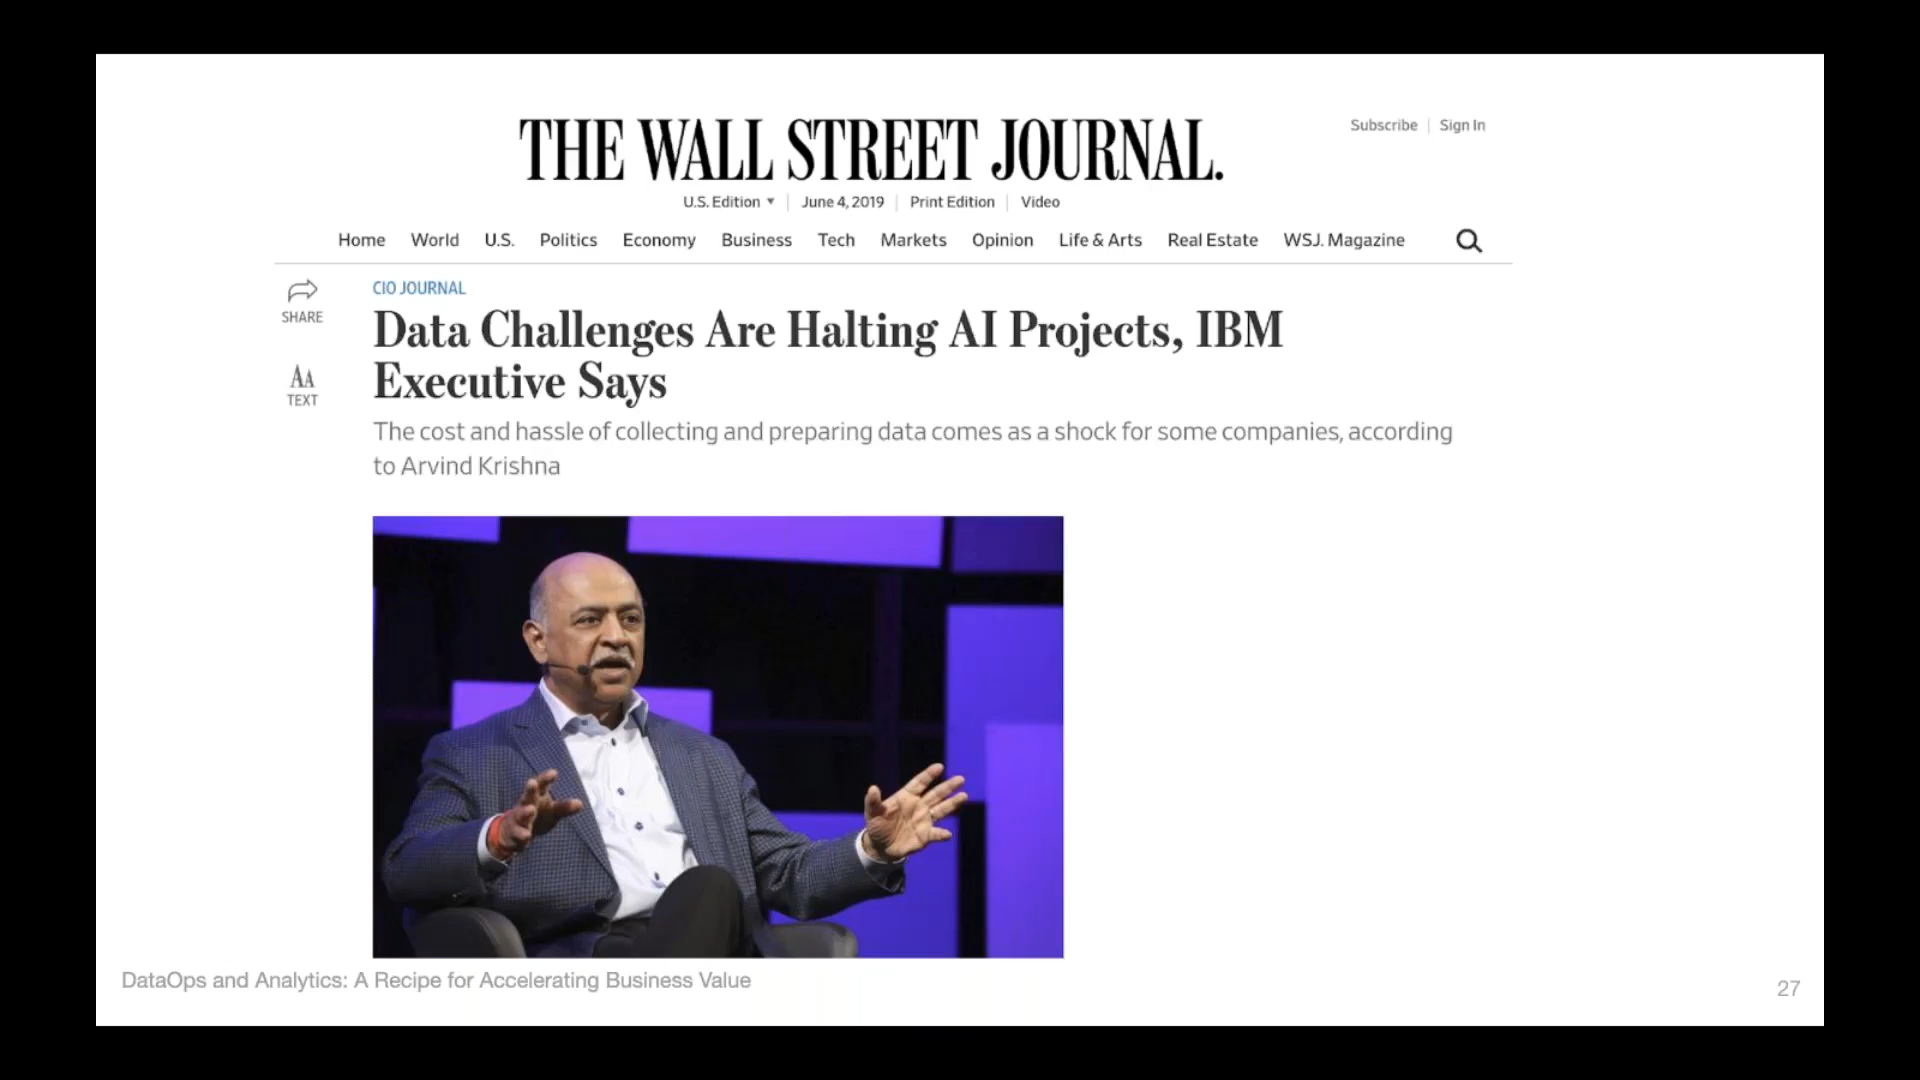 THE WALL STREET JOURNAL.
Subscribe | Sign In
U.S. Edition ▼ | June 4, 2019 | Print Edition | Video
Home World U.S. Politics Economy Business Tech Markets Opinion Life & Arts Real Estate WSJ. Magazine
SHARE
AA
TEXT
CIO JOURNAL
Data Challenges Are Halting AI Projects, IBM
Executive Says
The cost and hassle of collecting and preparing data comes as a shock for some companies, according
to Arvind Krishna
DataOps and Analytics: A Recipe for Accelerating Business Value
27